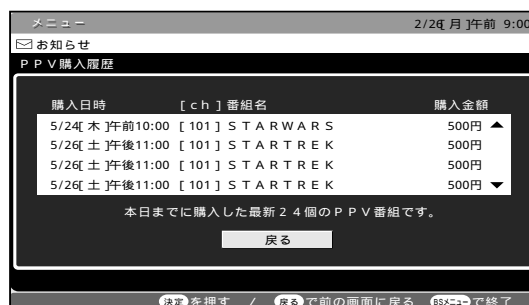 メニュー 2/26[月]午前 9:00
お知らせ
ＰＰＶ購入履歴
購入日時 [ch]番組名 購入金額
5/24[木]午前10:00 [101]ＳＴＡＲＷＡＲＳ 500円
5/26[土]午後11:00 [101]ＳＴＡＲＴＲＥＫ 500円
5/26[土]午後11:00 [101]ＳＴＡＲＴＲＥＫ 500円
5/26[土]午後11:00 [101]ＳＴＡＲＴＲＥＫ 500円
本日までに購入した最新２４個のＰＰＶ番組です。
戻る
決定を押す / 戻るで前の画面に戻る BSメニューで終了